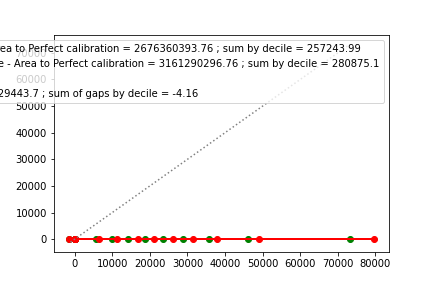 ea to Perfect calibration = 2676360393.76 ; sum by decile = 257243.99
e - Area to Perfect calibration = 3161290296.76 ; sum by decile = 280875.1
29443.7 ; sum of gaps by decile = -4.16
60000
50000
40000
30000
20000
10000
0
0 10000 20000 30000 40000 50000 60000 70000 80000